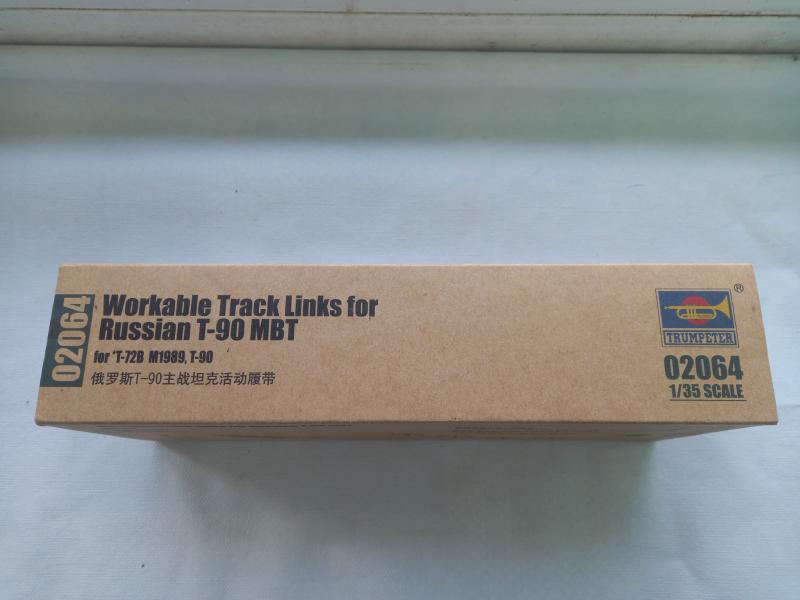 02064
Workable Track Links for
Russian T-90 MBT
for T-72B M1989, T-90
俄罗斯T-90主战坦克活动履带
®
TRUMPETER
02064
1/35 SCALE